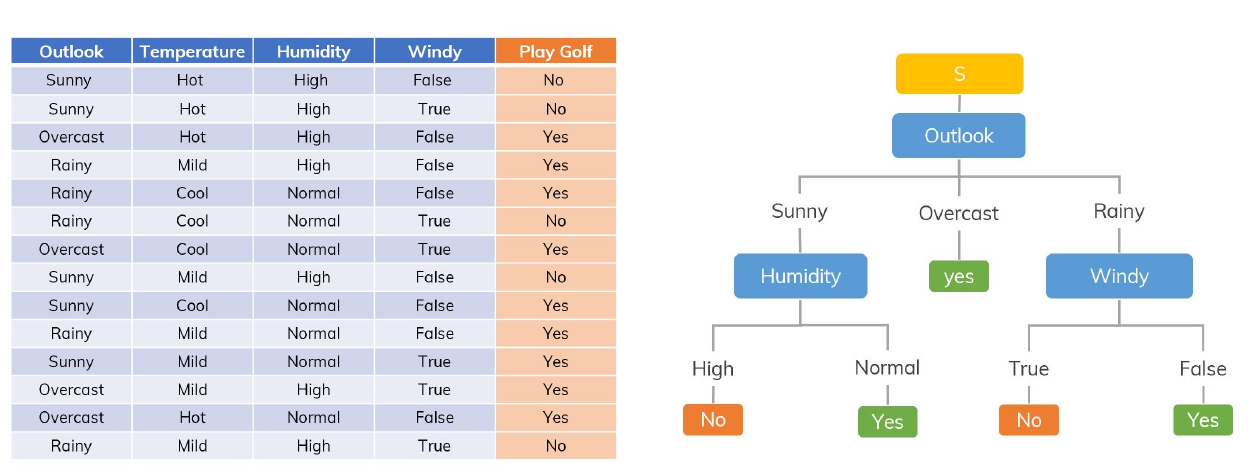 Outlook Temperature Humidity Windy Play Golf
Sunny Hot High False No
Sunny Hot High True No
Overcast Hot High False Yes
Rainy Mild High False Yes
Rainy Cool Normal False Yes
Rainy Cool Normal True No
Overcast Cool Normal True Yes
Sunny Mild High False No
Sunny Cool Normal False Yes
Rainy Mild Normal False Yes
Sunny Mild Normal True Yes
Overcast Mild High True Yes
Overcast Hot Normal False Yes
Rainy Mild High True No
S
Outlook
Sunny Overcast Rainy
Humidity yes Windy
High Normal True False
No Yes No Yes